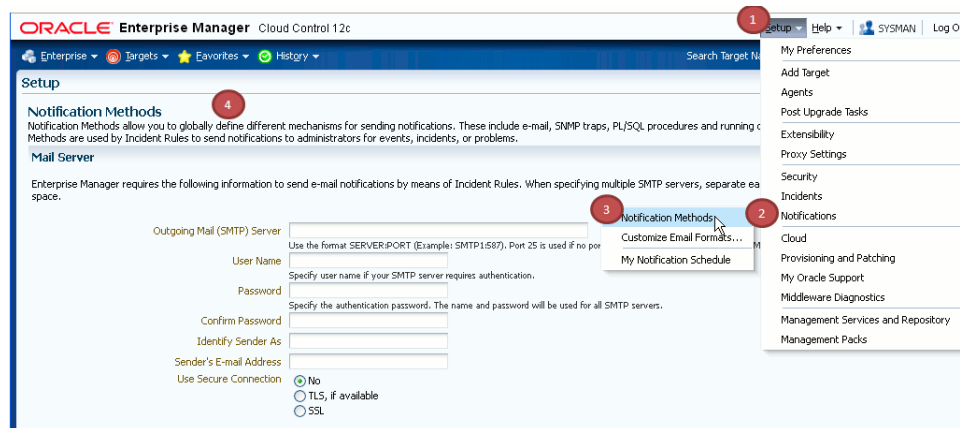 ORACLE Enterprise Manager Cloud Control 12c
1
Setup Help SYSMAN Log O
Enterprise Targets Favorites History Search Target Na
Setup
Notification Methods 4
Notification Methods allow you to globally define different mechanisms for sending notifications. These include e-mail, SNMP traps, PL/SQL procedures and running
Methods are used by Incident Rules to send notifications to administrators for events, incidents, or problems.
Mail Server
Enterprise Manager requires the following information to send e-mail notifications by means of Incident Rules. When specifying multiple SMTP servers, separate ea
space.
Outgoing Mail (SMTP) Server
Use the format SERVER:PORT (Example: SMTP1:587). Port 25 is used if no por
User Name
Specify user name if your SMTP server requires authentication.
Password
Specify the authentication password. The name and password will be used for all SMTP servers.
Confirm Password
Identify Sender As
Sender's E-mail Address
Use Secure Connection
No
TLS, if available
SSL
3
Notification Methods
Customize Email Formats...
My Notification Schedule
My Preferences
Add Target
Agents
Post Upgrade Tasks
Extensibility
Proxy Settings
Security
Incidents
2
Notifications
Cloud
Provisioning and Patching
My Oracle Support
Middleware Diagnostics
Management Services and Repository
Management Packs